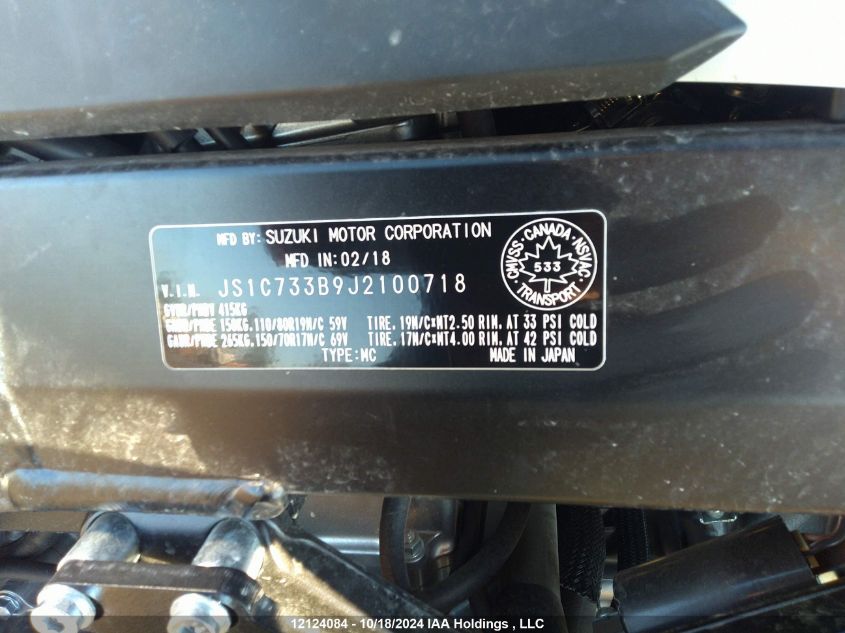 MFD BY: SUZUKI MOTOR CORPORATION
MFD IN: 02/18
V.I.N. JS1C733B9J2100718
GVWR/PNBV 415KG
GAWR/PNBE 150KG. 110/80R19M/C 59V TIRE. 19M/C×MT2.50 RIM. AT 33 PSI COLD
GAWR/PNBE 265KG. 150/70R17M/C 69V TIRE. 17M/C×MT4.00 RIM. AT 42 PSI COLD
TYPE: MC MADE IN JAPAN
CMVSS · CANADA · NSVAC
533
TRANSPORT
12124084 - 10/18/2024 IAA Holdings , LLC